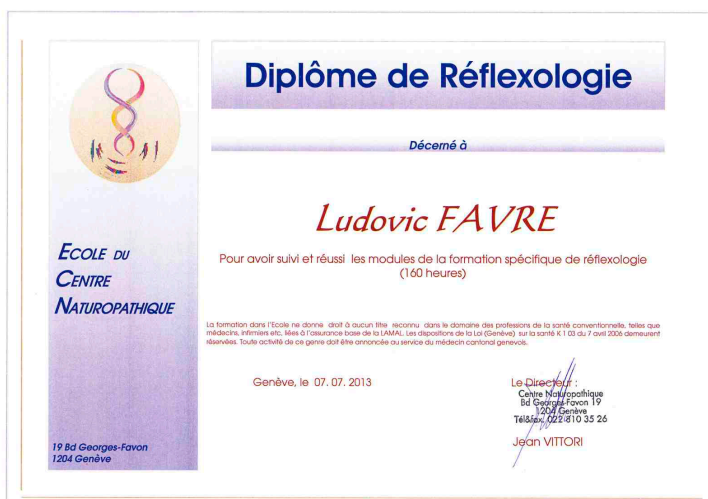 Diplôme de Réflexologie
Décerné à
Ludovic FAVRE
Pour avoir suivi et réussi les modules de la formation spécifique de réflexologie
(160 heures)
ECOLE DU
CENTRE
NATUROPATHIQUE
La formation dans l'Ecole ne donne droit à aucun titre reconnu dans le domaine des professions de la santé conventionnelle, telles que
médecins, infirmiers etc, liées à l'assurance base de la LAMAL. Les dispositions de la Loi (Genève) sur la santé K 1 03 du 7 avril 2006 demeurent
réservées. Toute activité de ce genre doit être annoncée au service du médecin cantonal genevois.
Genève, le 07. 07. 2013
Le Directeur :
Centre Naturopathique
Bd Georges-Favon 19
1204 Genève
Tél&fax. 022 810 35 26
Jean VITTORI
19 Bd Georges-Favon
1204 Genève